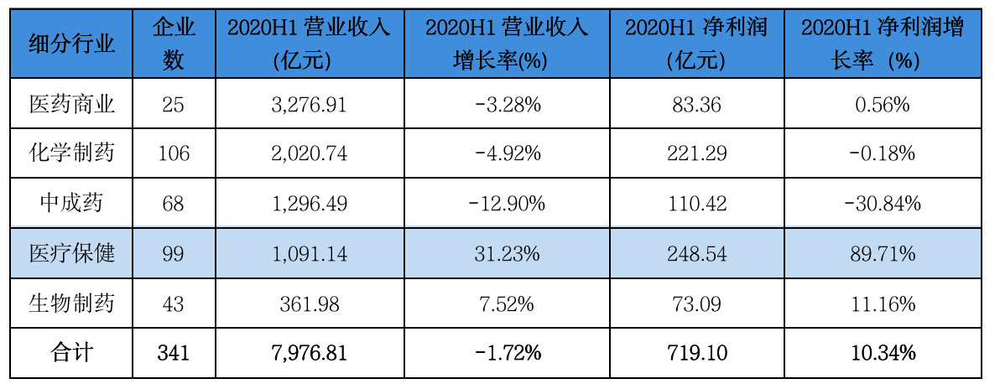 细分行业 企业数 2020H1 营业收入(亿元) 2020H1 营业收入增长率(%) 2020H1 净利润(亿元) 2020H1 净利润增长率（%）
医药商业 25 3,276.91 -3.28% 83.36 0.56%
化学制药 106 2,020.74 -4.92% 221.29 -0.18%
中成药 68 1,296.49 -12.90% 110.42 -30.84%
医疗保健 99 1,091.14 31.23% 248.54 89.71%
生物制药 43 361.98 7.52% 73.09 11.16%
合计 341 7,976.81 -1.72% 719.10 10.34%